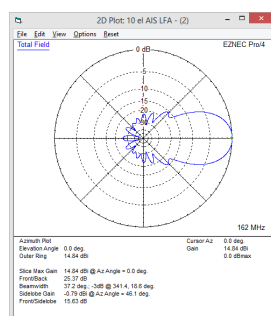 2D Plot: 10 el AIS LFA - (2)
File Edit View Options Reset
Total Field
EZNEC Pro/4
0 dB
-5
-10
-15
-20
-30
162 MHz
Azimuth Plot
Elevation Angle 0.0 deg.
Outer Ring 14.84 dBi
Cursor Az 0.0 deg.
Gain 14.84 dBi
0.0 dBmax
Slice Max Gain 14.84 dBi @ Az Angle = 0.0 deg.
Front/Back 25.37 dB
Beamwidth 37.2 deg.; -3dB @ 341.4, 18.6 deg.
Sidelobe Gain -0.79 dBi @ Az Angle = 46.1 deg.
Front/Sidelobe 15.63 dB